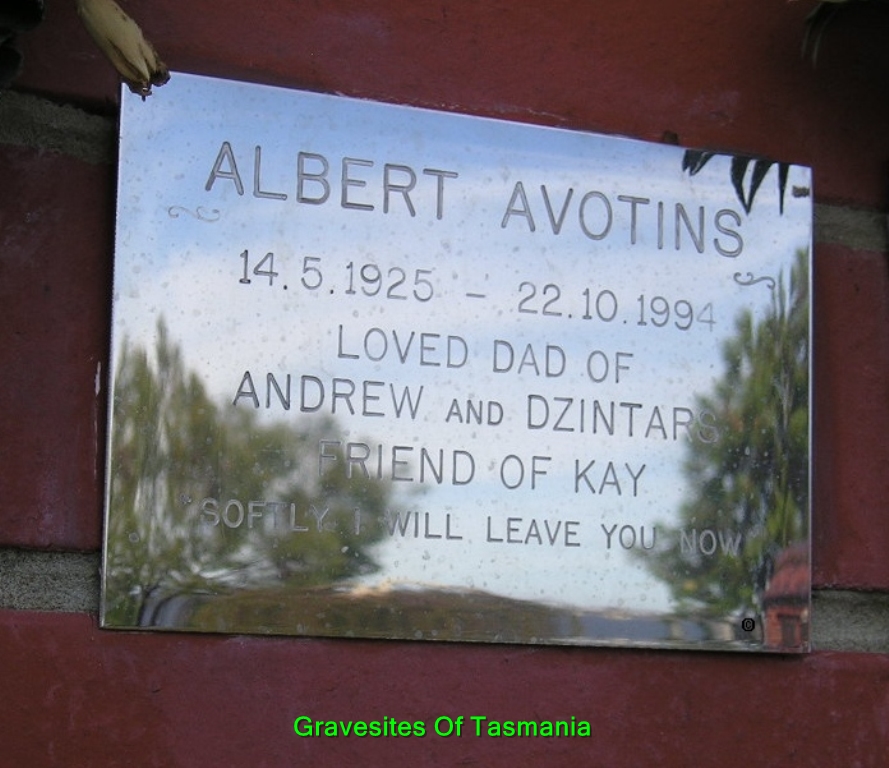 ALBERT AVOTINS
14.5.1925 - 22.10.1994
LOVED DAD OF
ANDREW AND DZINTARS
FRIEND OF KAY
"SOFTLY I WILL LEAVE YOU NOW"
©
Gravesites Of Tasmania